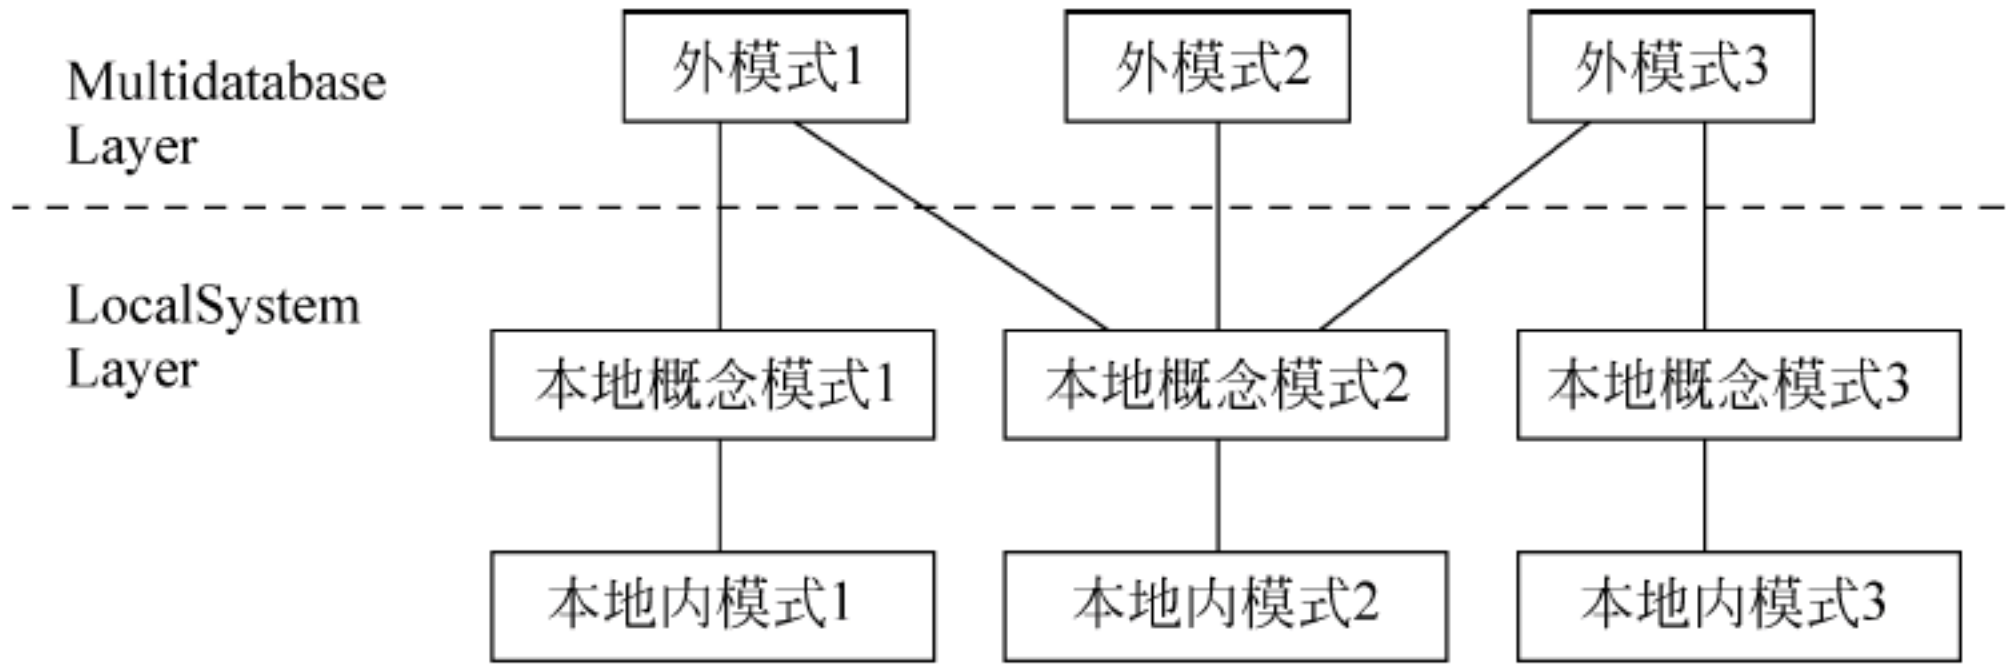 外模式1
外模式2
外模式3
Multidatabase
Layer
LocalSystem
Layer
本地概念模式1
本地概念模式2
本地概念模式3
本地内模式1
本地内模式2
本地内模式3